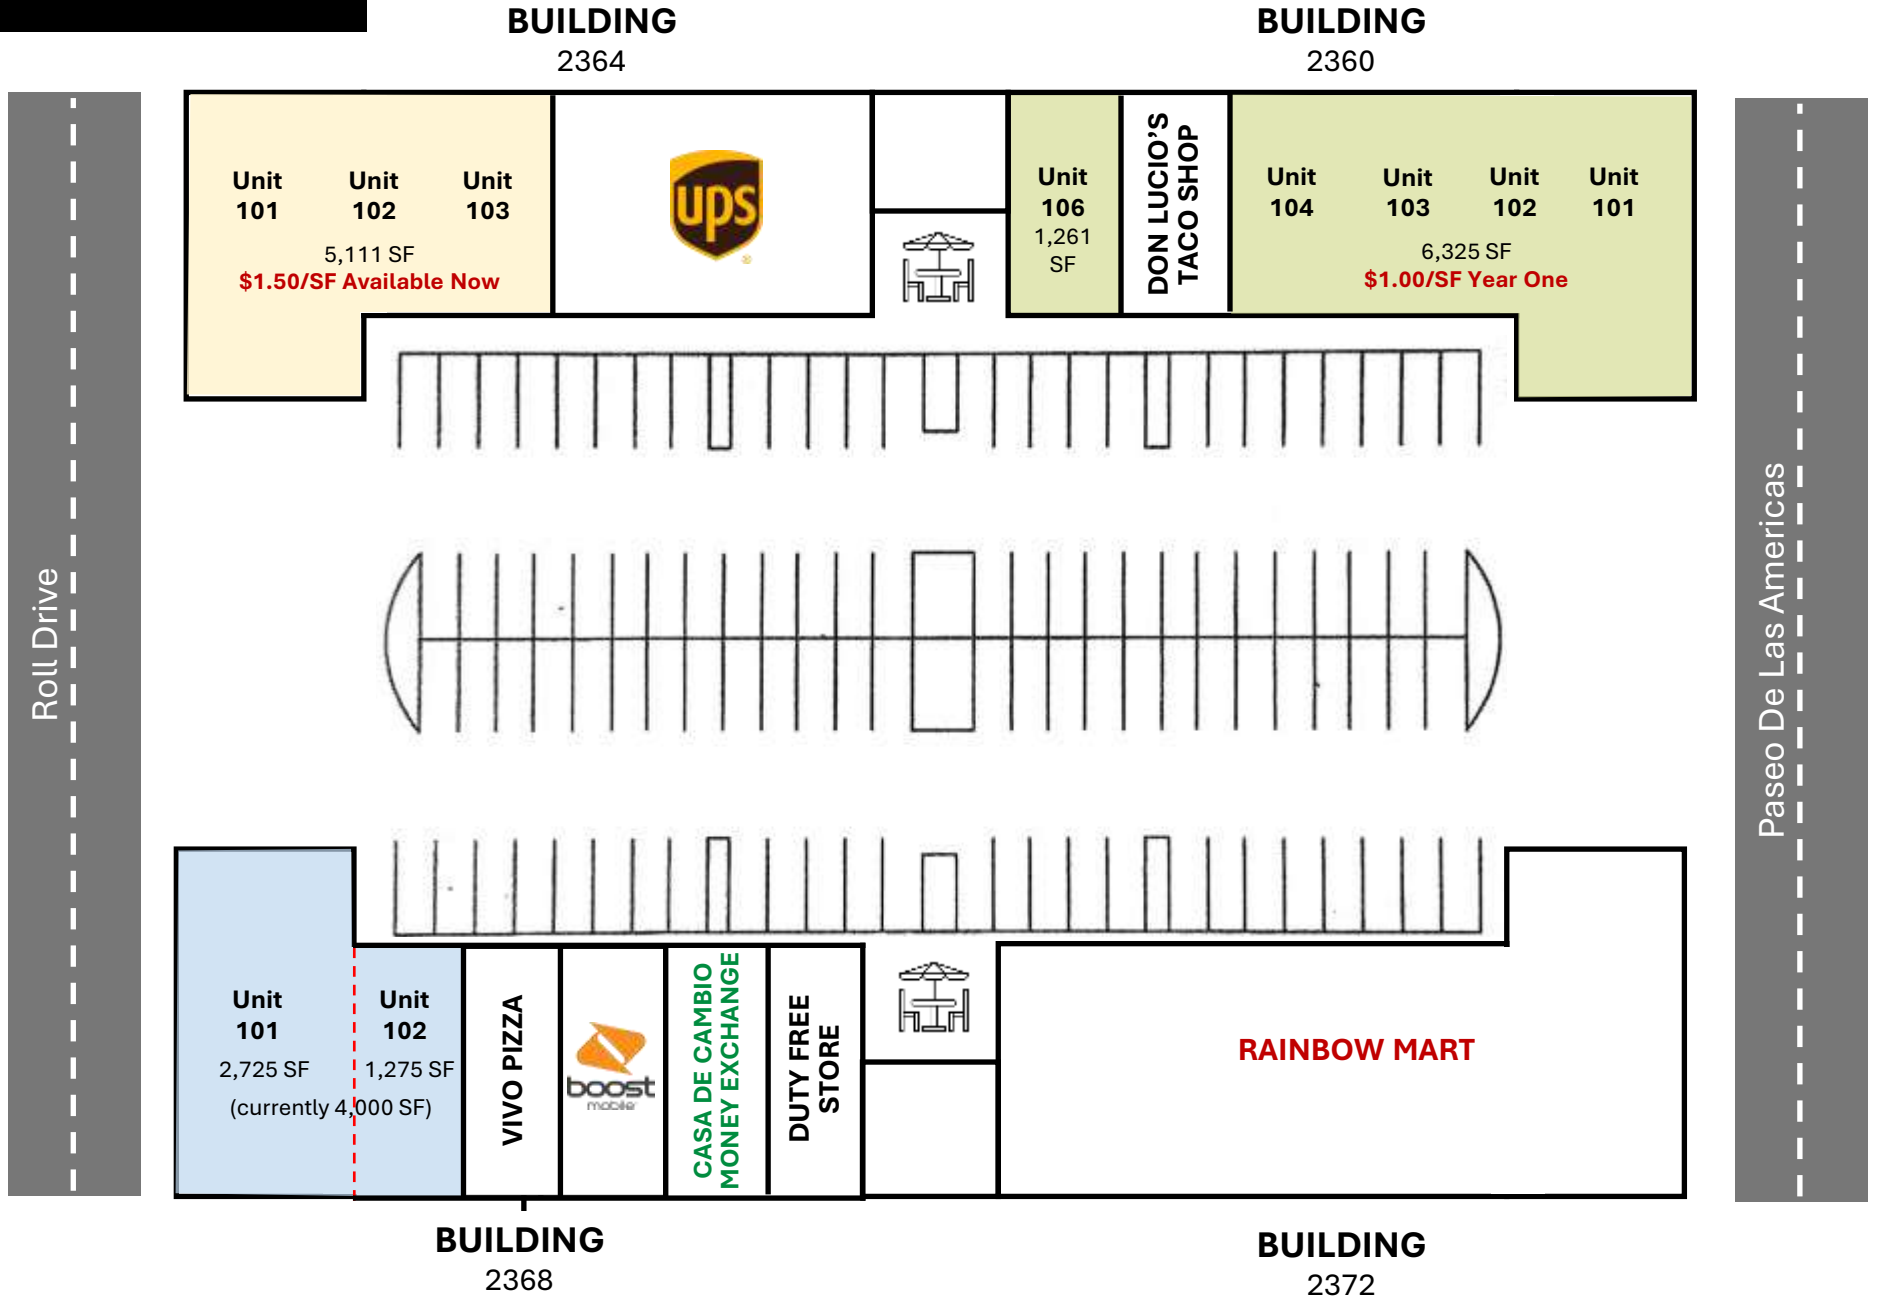 BUILDING
2364
BUILDING
2360
Unit
101
Unit
102
Unit
103
5,111 SF
$1.50/SF Available Now
ups
®
Unit
106
1,261
SF
DON LUCIO'S
TACO SHOP
Unit
104
Unit
103
Unit
102
Unit
101
6,325 SF
$1.00/SF Year One
Roll Drive
Paseo De Las Americas
Unit
101
2,725 SF
Unit
102
1,275 SF
(currently 4,000 SF)
VIVO PIZZA
boost
mobile
CASA DE CAMBIO
MONEY EXCHANGE
DUTY FREE
STORE
RAINBOW MART
BUILDING
2368
BUILDING
2372